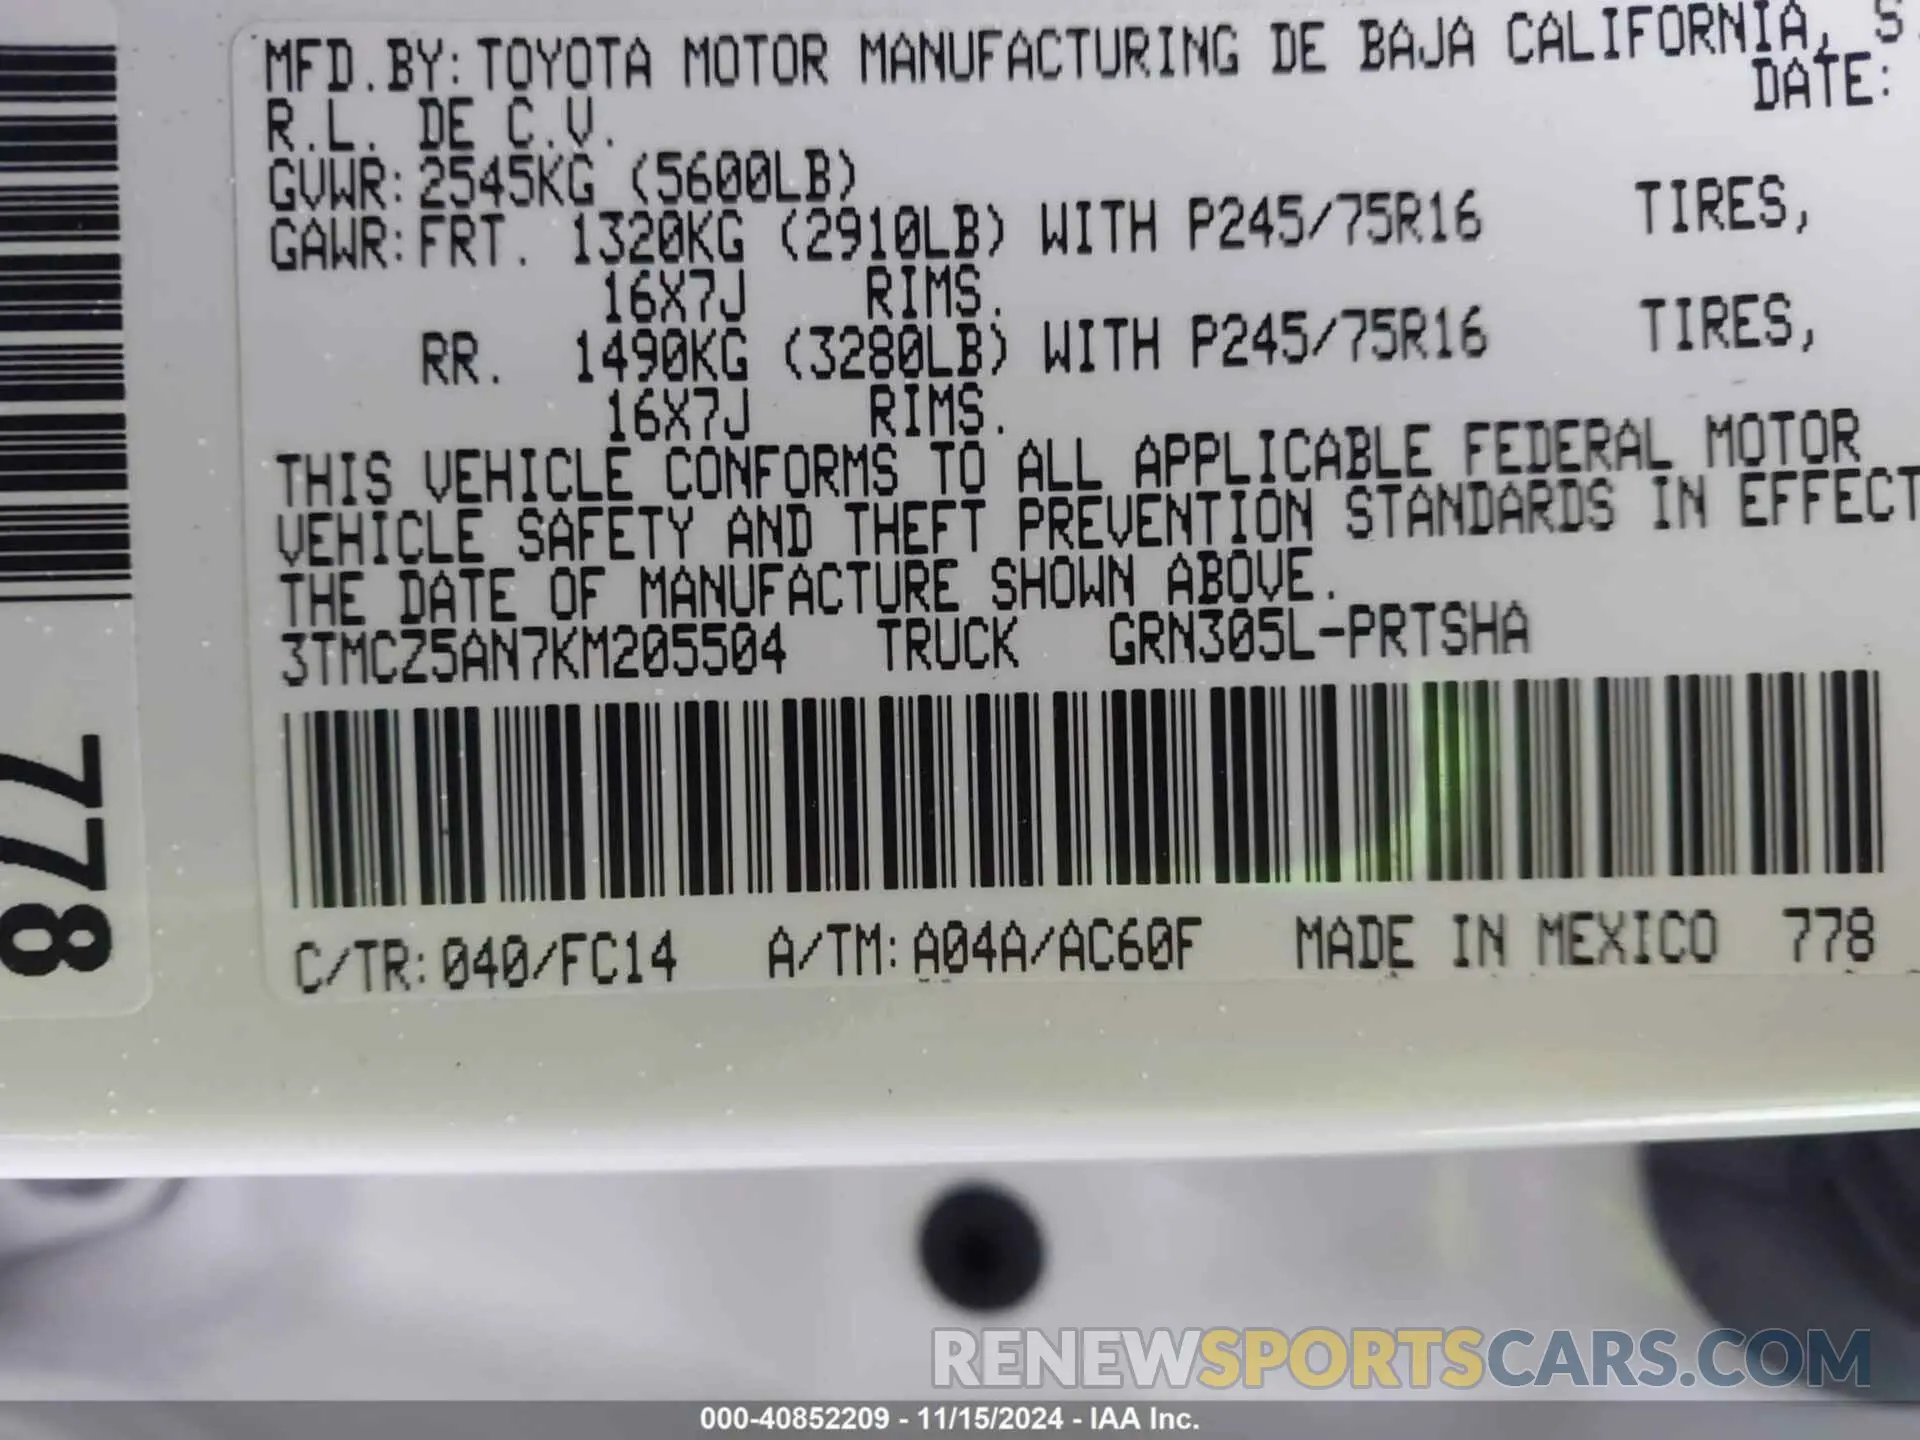 MFD.BY: TOYOTA MOTOR MANUFACTURING DE BAJA CALIFORNIA, S.
R.L. DE C.V. DATE:
GVWR: 2545KG (5600LB)
GAWR: FRT. 1320KG (2910LB) WITH P245/75R16 TIRES,
16X7J RIMS.
RR. 1490KG (3280LB) WITH P245/75R16 TIRES,
16X7J RIMS.
THIS VEHICLE CONFORMS TO ALL APPLICABLE FEDERAL MOTOR
VEHICLE SAFETY AND THEFT PREVENTION STANDARDS IN EFFECT
THE DATE OF MANUFACTURE SHOWN ABOVE.
3TMCZ5AN7KM205504 TRUCK GRN305L-PRTSHA
C/TR: 040/FC14 A/TM: A04A/AC60F MADE IN MEXICO 778
778
RENEWSPORTSCARS.COM
000-40852209 - 11/15/2024 - IAA Inc.